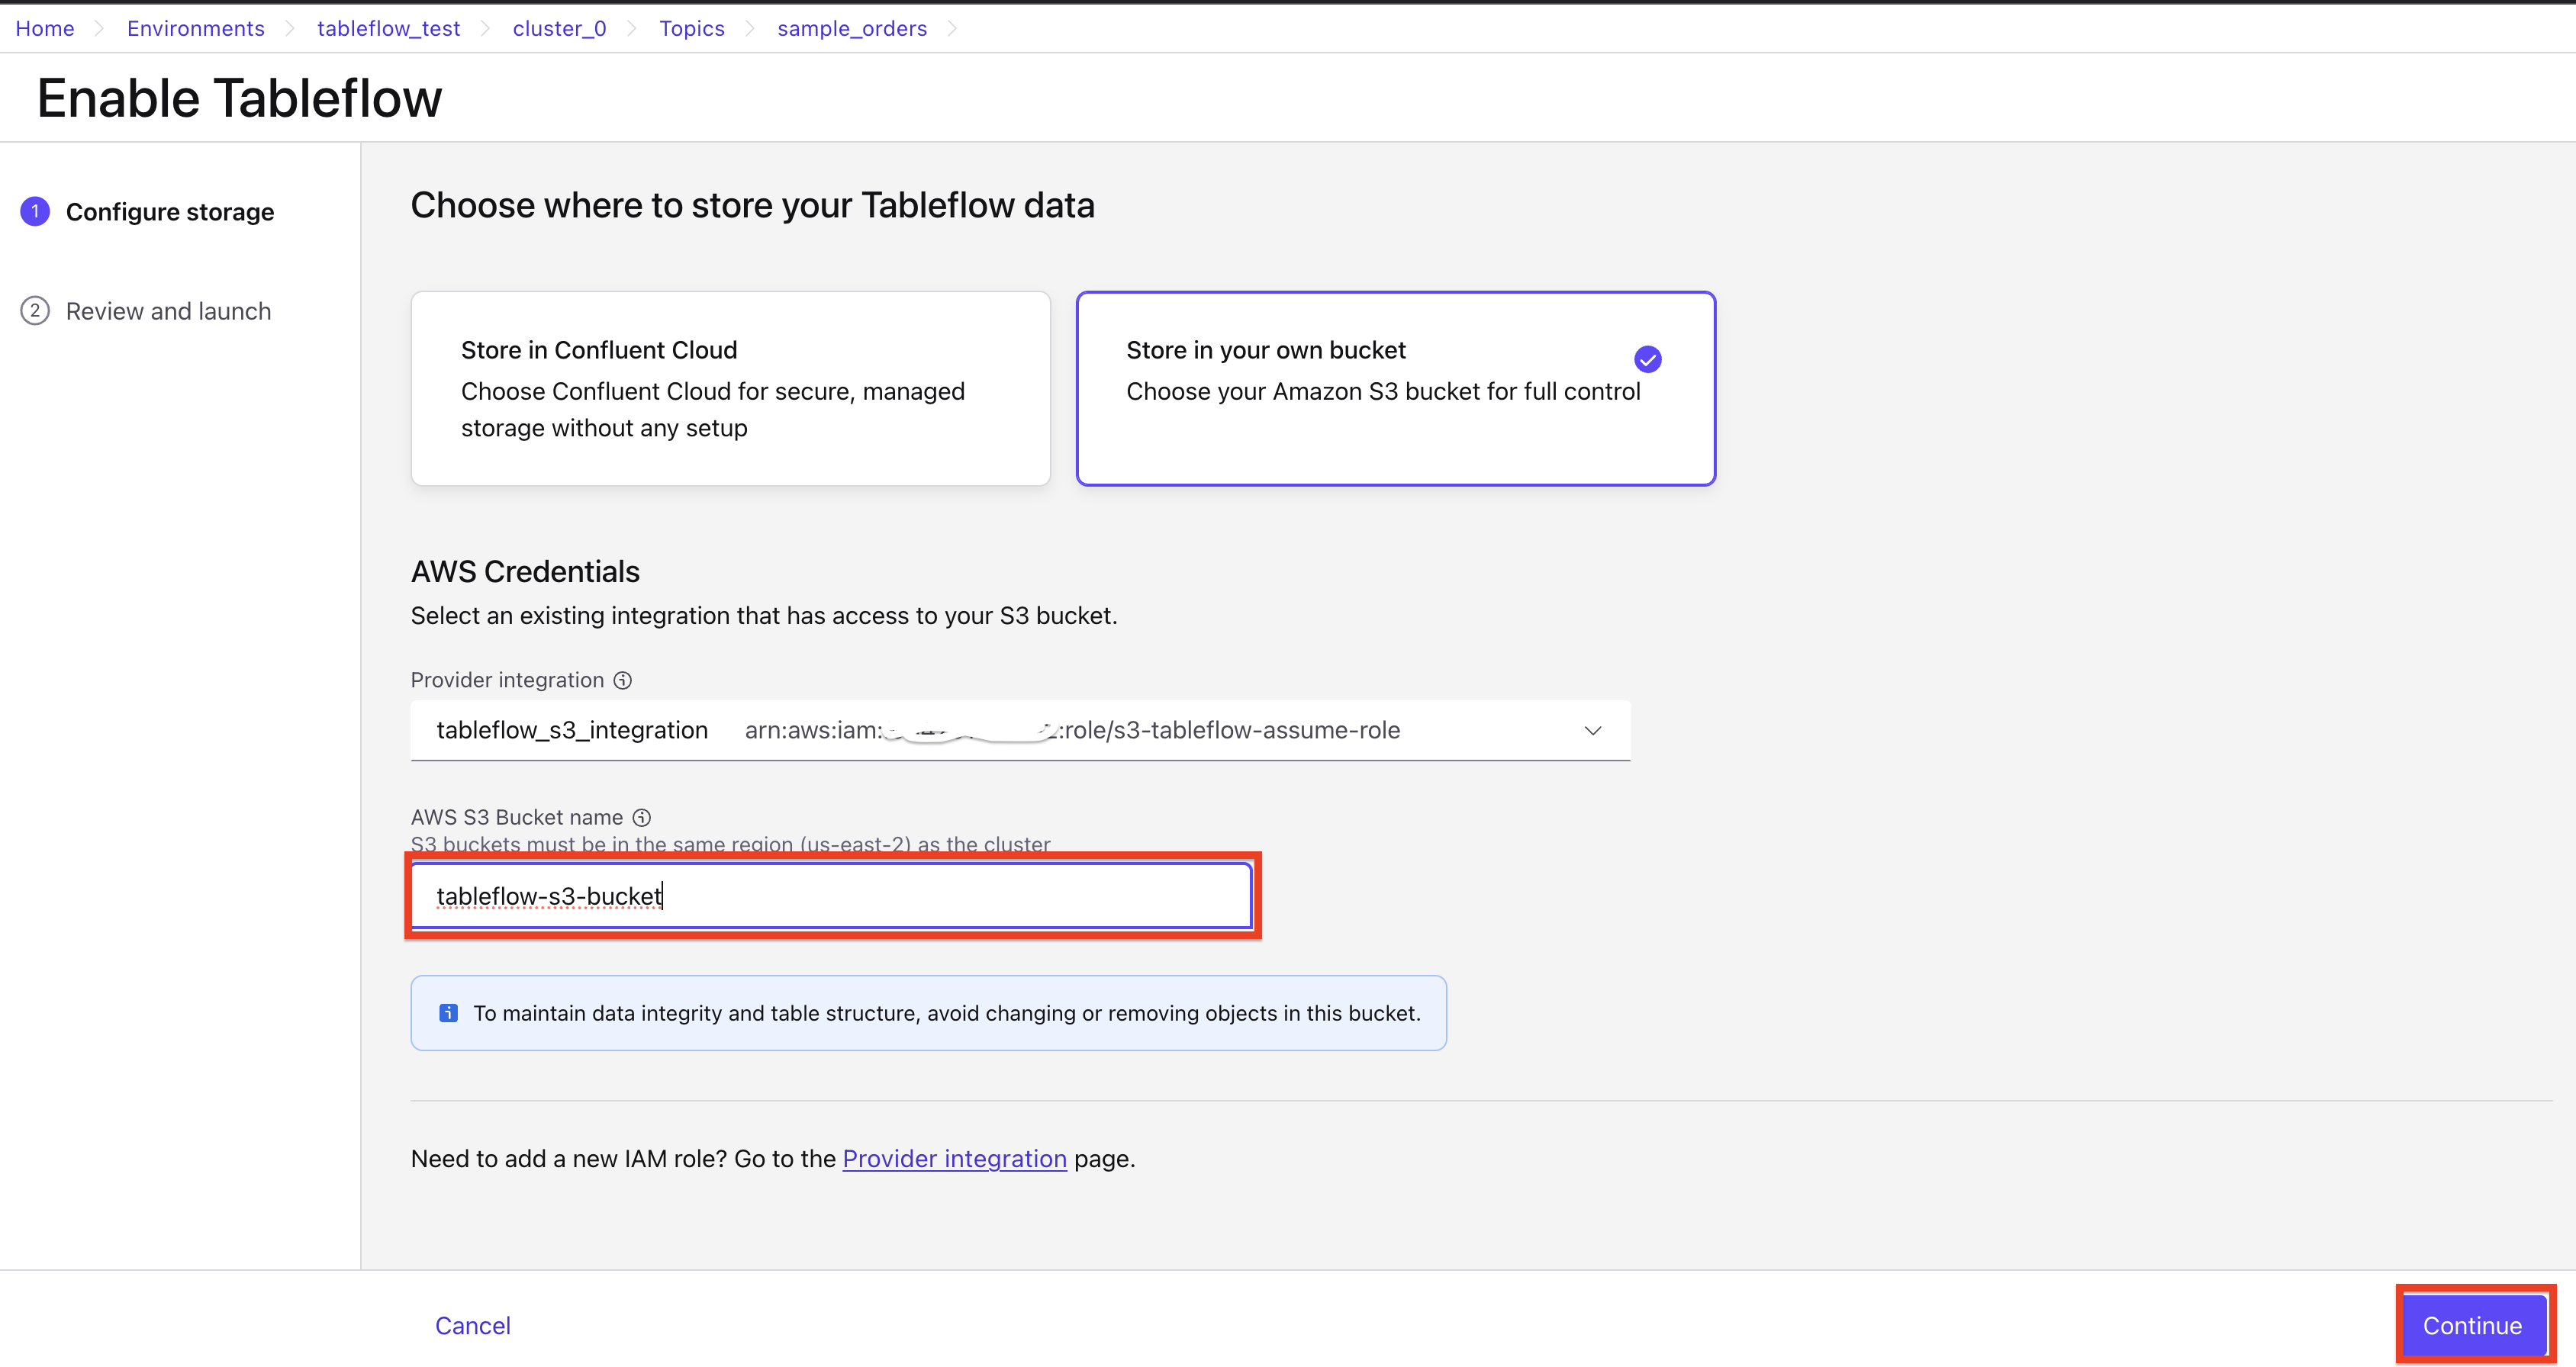 Home Environments tableflow_test cluster_0 Topics sample_orders
Enable Tableflow
1 Configure storage
2 Review and launch
Choose where to store your Tableflow data
Store in Confluent Cloud
Choose Confluent Cloud for secure, managed
storage without any setup
Store in your own bucket
Choose your Amazon S3 bucket for full control
AWS Credentials
Select an existing integration that has access to your S3 bucket.
Provider integration
tableflow_s3_integration arn:aws:iam: :role/s3-tableflow-assume-role
AWS S3 Bucket name
S3 buckets must be in the same region (us-east-2) as the cluster
tableflow-s3-bucket
To maintain data integrity and table structure, avoid changing or removing objects in this bucket.
Need to add a new IAM role? Go to the Provider integration page.
Cancel
Continue